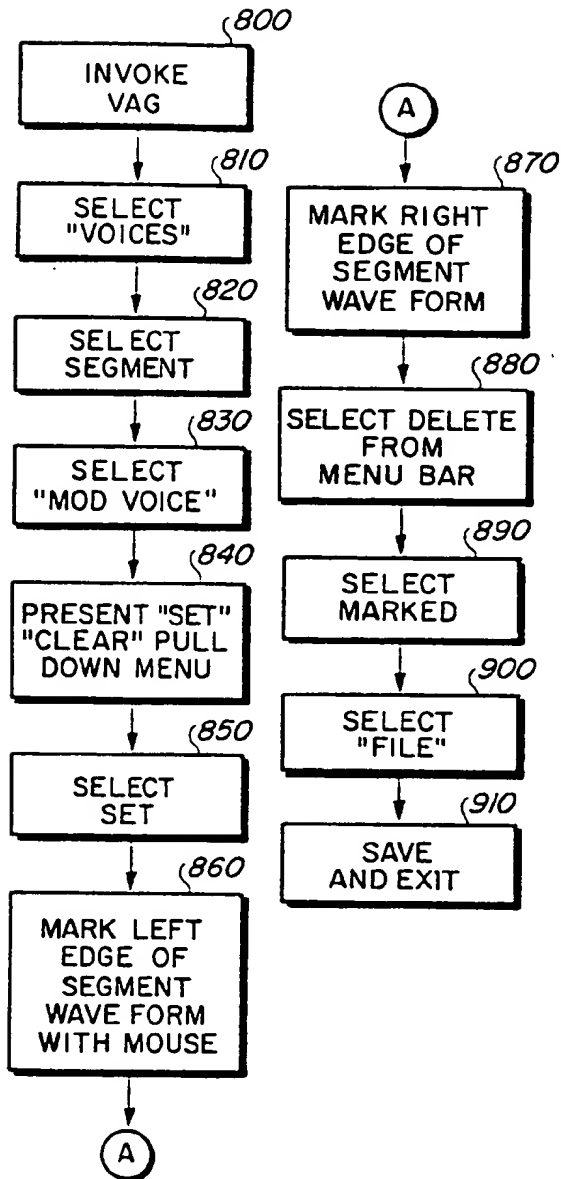 800
INVOKE
VAG
810
SELECT
"VOICES"
820
SELECT
SEGMENT
830
SELECT
"MOD VOICE"
840
PRESENT "SET"
"CLEAR" PULL
DOWN MENU
850
SELECT
SET
860
MARK LEFT
EDGE OF
SEGMENT
WAVE FORM
WITH MOUSE
A
A
870
MARK RIGHT
EDGE OF
SEGMENT
WAVE FORM
880
SELECT DELETE
FROM
MENU BAR
890
SELECT
MARKED
900
SELECT
"FILE"
910
SAVE
AND EXIT